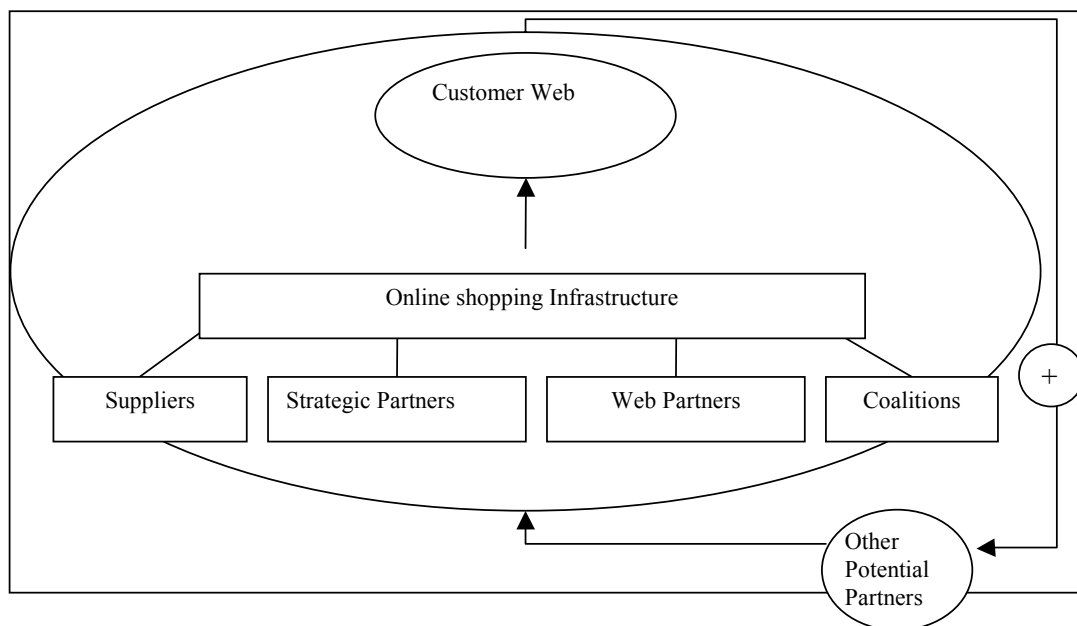 Customer Web
Online shopping Infrastructure
Suppliers
Strategic Partners
Web Partners
Coalitions
+
Other
Potential
Partners